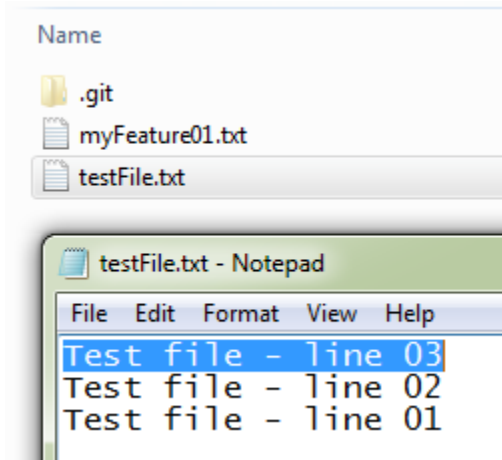 Name
.git
myFeature01.txt
testFile.txt
testFile.txt - Notepad
File Edit Format View Help
Test file - line 03
Test file - line 02
Test file - line 01